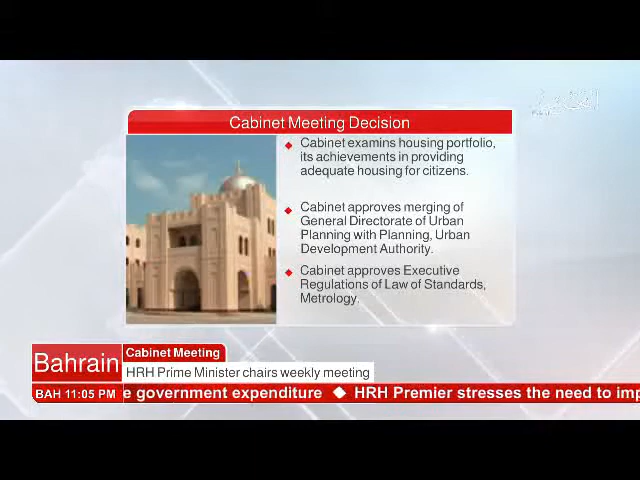 Cabinet Meeting Decision
Cabinet examines housing portfolio,
its achievements in providing
adequate housing for citizens.
Cabinet approves merging of
General Directorate of Urban
Planning with Planning, Urban
Development Authority.
Cabinet approves Executive
Regulations of Law of Standards,
Metrology.
Bahrain
Cabinet Meeting
HRH Prime Minister chairs weekly meeting
BAH 11:05 PM
e government expenditure ◆ HRH Premier stresses the need to imp